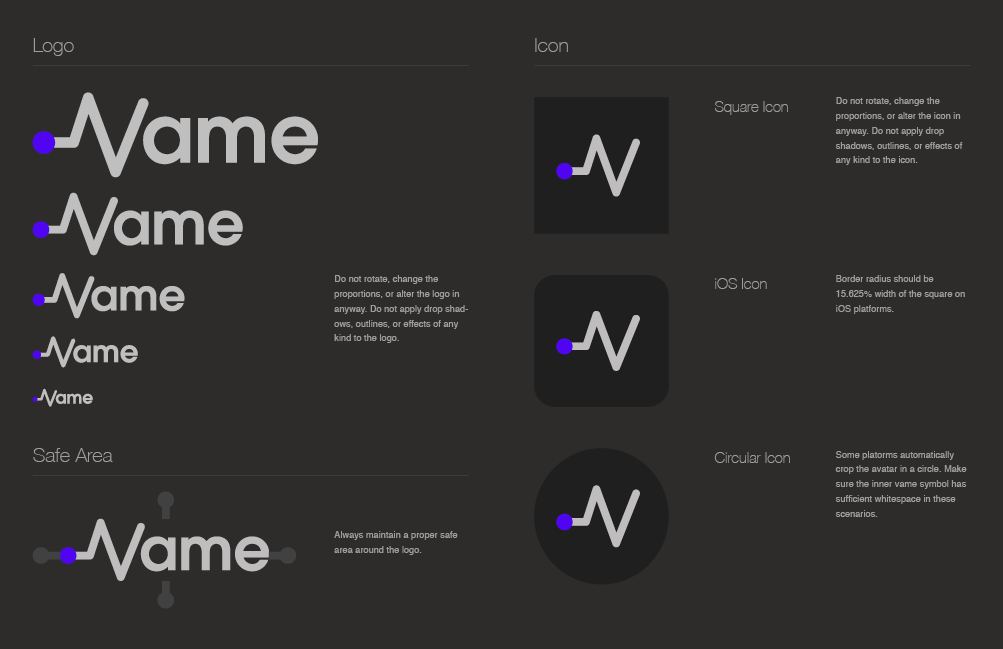 Logo
Vame
Vame
Vame
Vame
Vame
Do not rotate, change the
proportions, or alter the logo in
anyway. Do not apply drop shad-
ows, outlines, or effects of any
kind to the logo.
Safe Area
Vame
Always maintain a proper safe
area around the logo.
Icon
Square Icon
Do not rotate, change the
proportions, or alter the icon in
anyway. Do not apply drop
shadows, outlines, or effects of
any kind to the icon.
iOS Icon
Border radius should be
15.625% width of the square on
iOS platforms.
Circular Icon
Some platorms automatically
crop the avatar in a circle. Make
sure the inner vame symbol has
sufficient whitespace in these
scenarios.